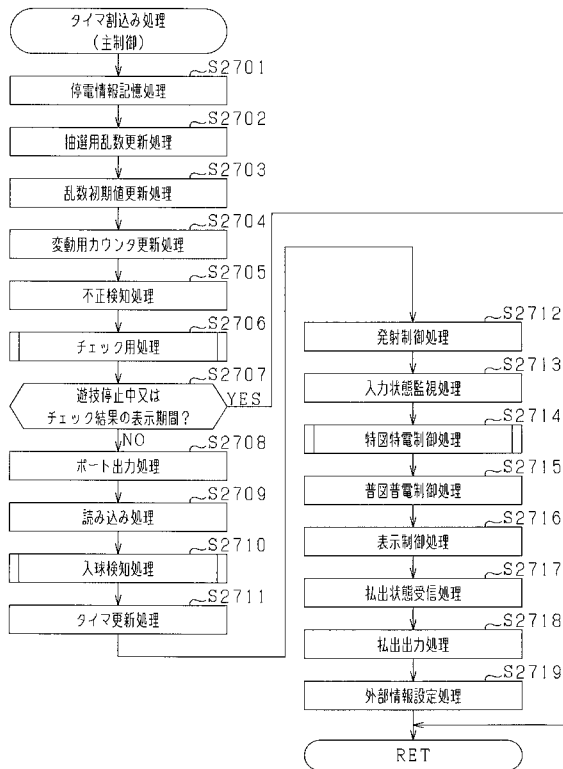 タイマ割込み処理
(主制御)
S2701
停電情報記憶処理
S2702
抽選用乱数更新処理
S2703
乱数初期値更新処理
S2704
変動用カウンタ更新処理
S2705
不正検知処理
S2706
チェック用処理
S2707
遊技停止中又は
チェック結果の表示期間?
YES
NO
S2708
ポート出力処理
S2709
読み込み処理
S2710
入球検知処理
S2711
タイマ更新処理
S2712
発射制御処理
S2713
入力状態監視処理
S2714
特図特電制御処理
S2715
普図普電制御処理
S2716
表示制御処理
S2717
払出状態受信処理
S2718
払出出力処理
S2719
外部情報設定処理
RET